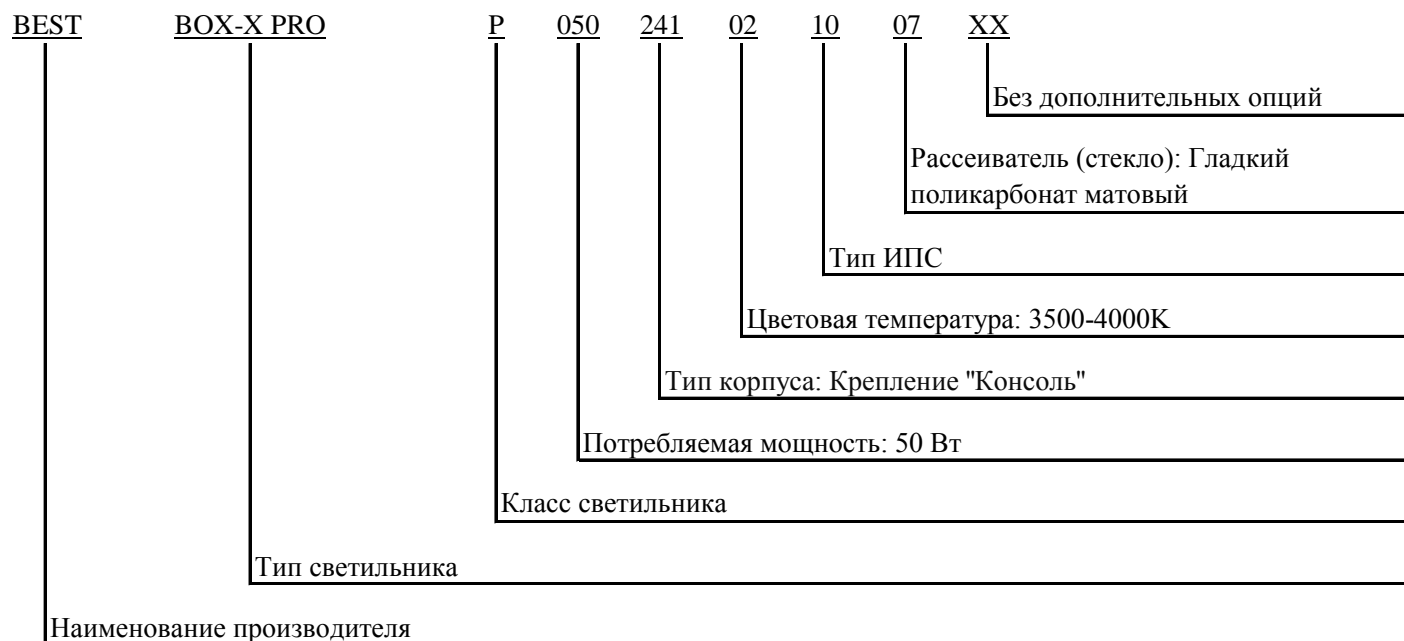 BEST BOX-X PRO P 050 241 02 10 07 XX
Без дополнительных опций
Рассеиватель (стекло): Гладкий
поликарбонат матовый
Тип ИПС
Цветовая температура: 3500-4000K
Тип корпуса: Крепление "Консоль"
Потребляемая мощность: 50 Вт
Класс светильника
Тип светильника
Наименование производителя